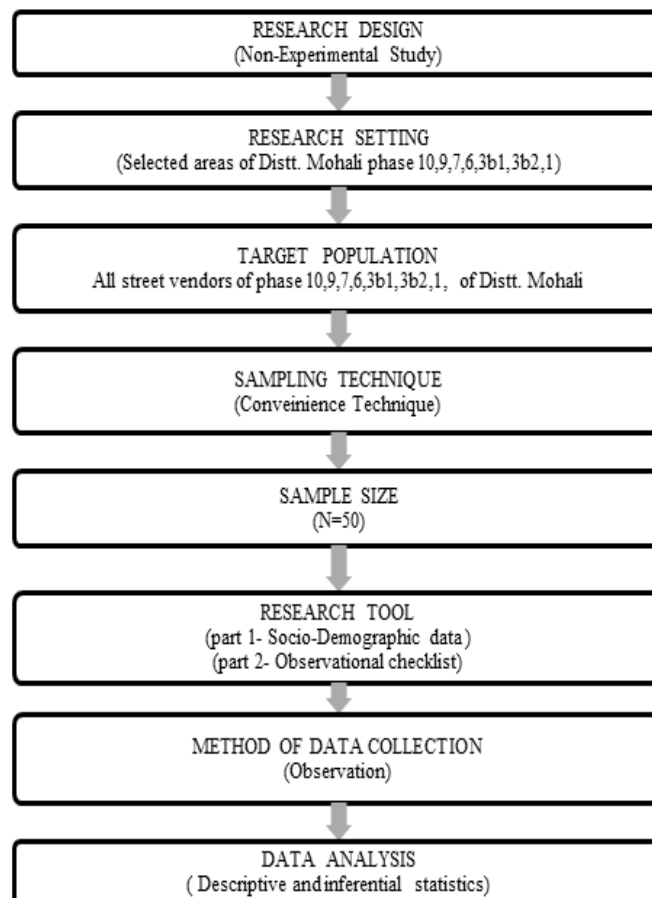 RESEARCH DESIGN
(Non-Experimental Study)
RESEARCH SETTING
(Selected areas of Distt. Mohali phase 10,9,7,6,3b1,3b2,1)
TARGET POPULATION
All street vendors of phase 10,9,7,6,3b1,3b2,1, of Distt. Mohali
SAMPLING TECHNIQUE
(Conveinience Technique)
SAMPLE SIZE
(N=50)
RESEARCH TOOL
(part 1- Socio-Demographic data)
(part 2- Observational checklist)
METHOD OF DATA COLLECTION
(Observation)
DATA ANALYSIS
( Descriptive and inferential statistics)